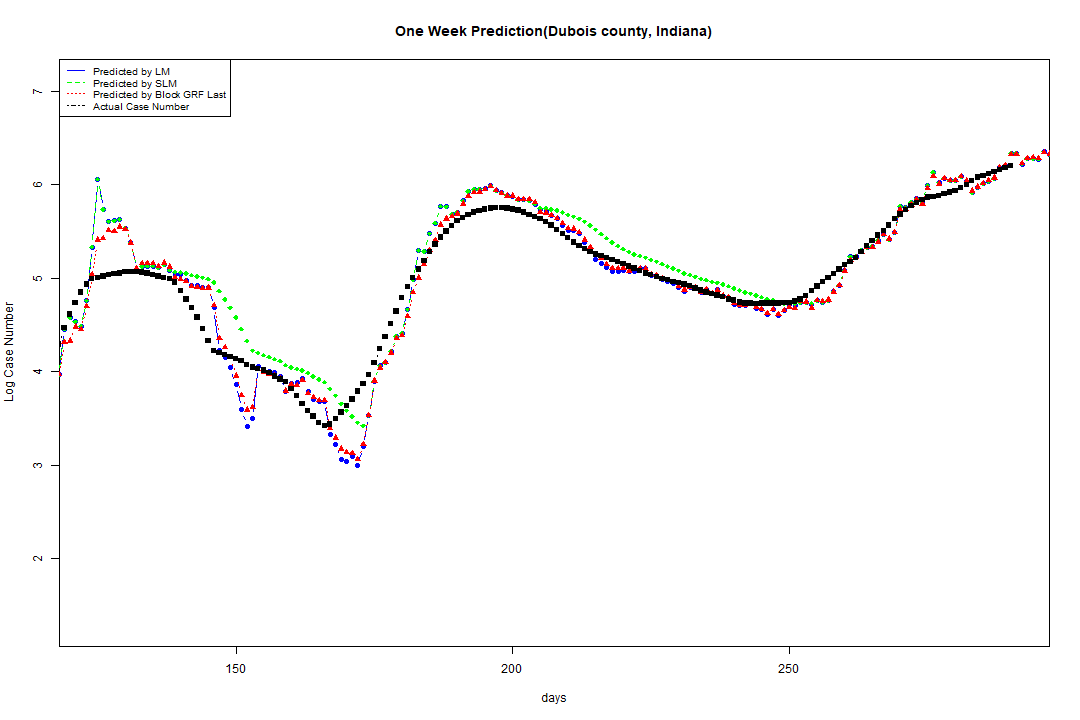 One Week Prediction(Dubois county, Indiana)
Predicted by LM
Predicted by SLM
Predicted by Block GRF Last
Actual Case Number
7
6
5
4
3
2
Log Case Number
150
200
250
days